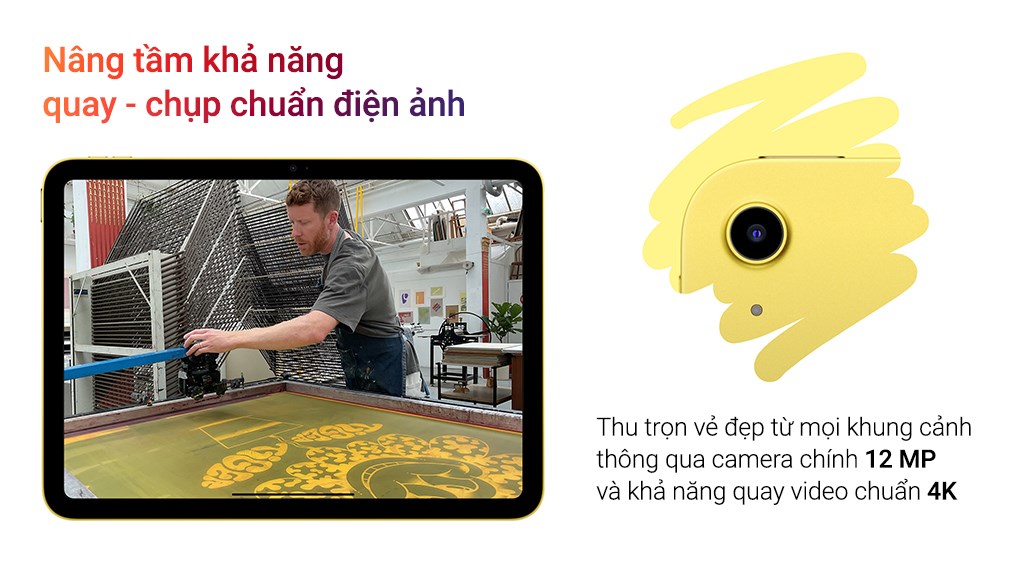 Nâng tầm khả năng
quay - chụp chuẩn điện ảnh
Thu trọn vẻ đẹp từ mọi khung cảnh
thông qua camera chính 12 MP
và khả năng quay video chuẩn 4K